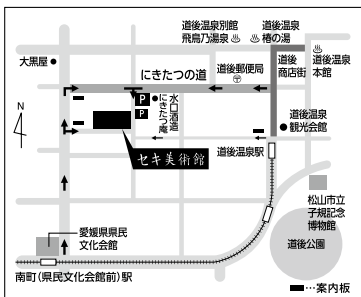 道後温泉別館
飛鳥乃湯泉♨
道後温泉
椿の湯
♨
大黒屋
道後郵便局
〒
道後
商店街
道後温泉
本館
にきたつの道
P
P
水口酒造
にきたつ庵
道後温泉
観光会館
N
セキ美術館
道後温泉駅
松山市立
子規記念
博物館
愛媛県県民
文化会館
道後公園
南町(県民文化会館前)駅
…案内板